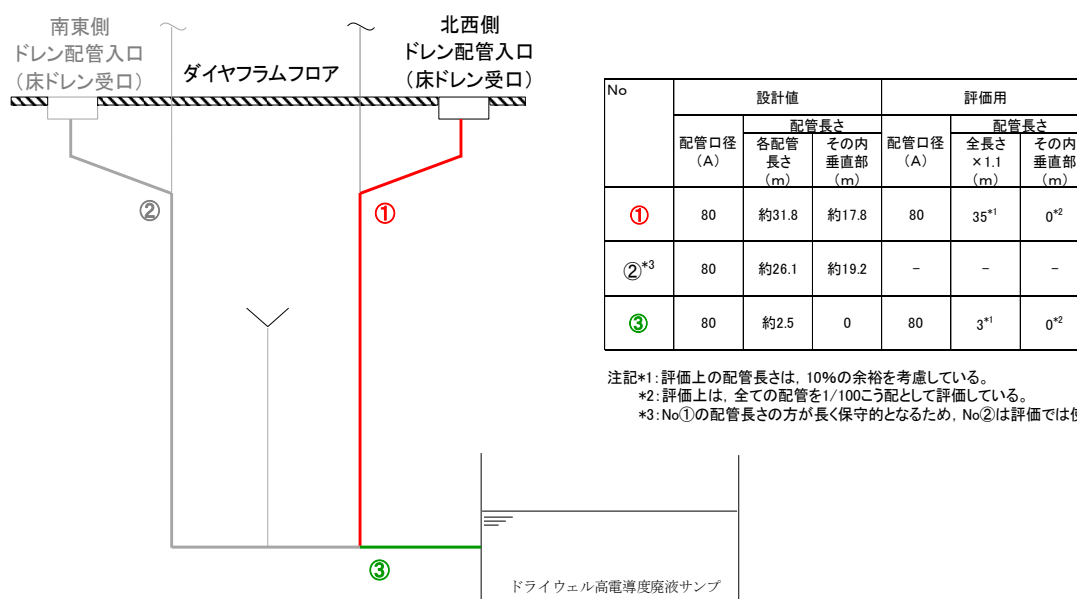 南東側
ドレン配管入口
(床ドレン受口)
ダイヤフラムフロア
北西側
ドレン配管入口
(床ドレン受口)
②
①
③
ドライウェル高電導度廃液サンプ
No
設計値
評価用
配管口径
(A)
配管長さ
各配管
長さ
(m)
その内
垂直部
(m)
配管口径
(A)
配管長さ
全長さ
×1.1
(m)
その内
垂直部
(m)
① 80 約31.8 約17.8 80 35*1 0*2
②*3 80 約26.1 約19.2 - - -
③ 80 約2.5 0 80 3*1 0*2
注記*1:評価上の配管長さは,10%の余裕を考慮している。
*2:評価上は,全ての配管を1/100こう配として評価している。
*3:No①の配管長さの方が長く保守的となるため,No②は評価では